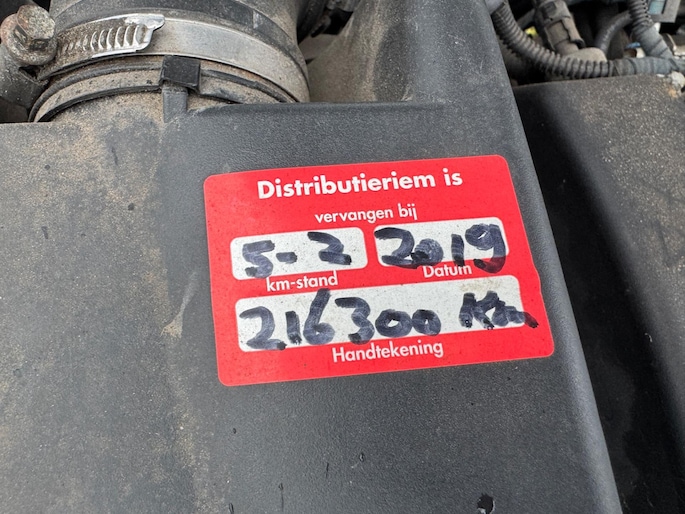 Distributieriem is
vervangen bij
5-2 2019
km-stand Datum
216300 Km
Handtekening